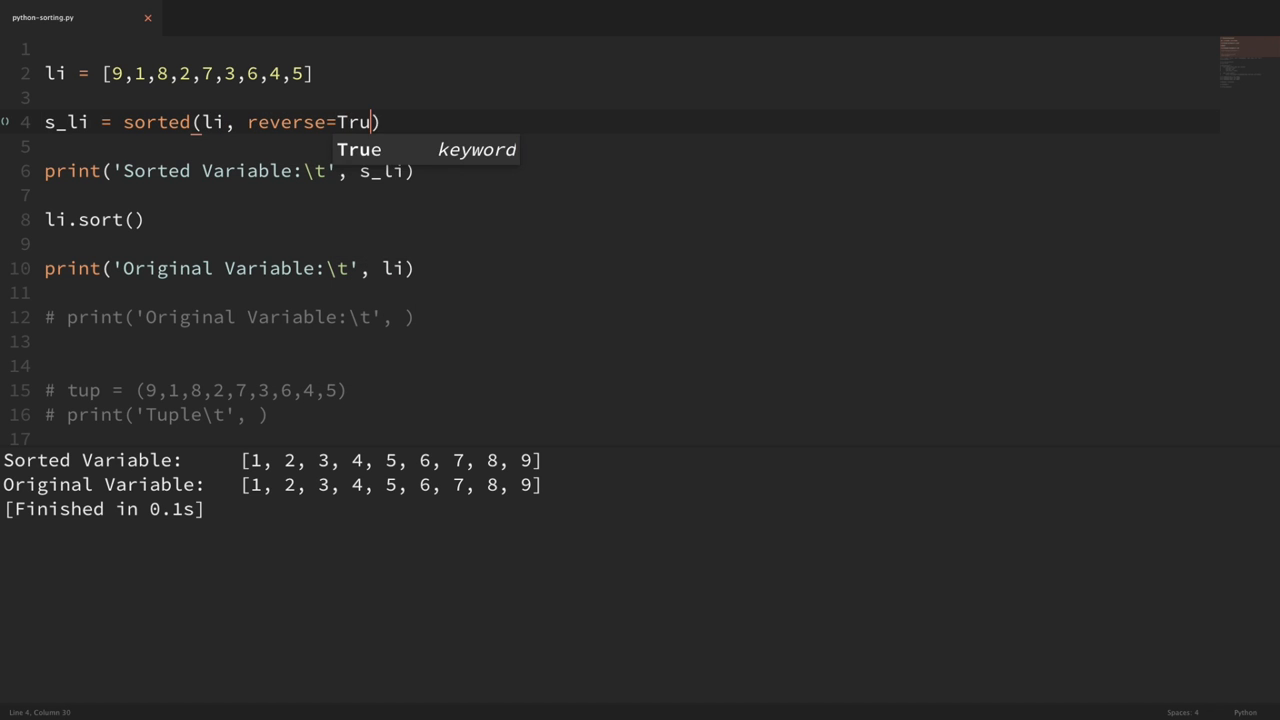 python-sorting.py ×
1
2 li = [9,1,8,2,7,3,6,4,5]
3
() 4 s_li = sorted(li, reverse=Tru)
5 True keyword
6 print('Sorted Variable:\t', s_li)
7
8 li.sort()
9
10 print('Original Variable:\t', li)
11
12 # print('Original Variable:\t', )
13
14
15 # tup = (9,1,8,2,7,3,6,4,5)
16 # print('Tuple\t', )
17
Sorted Variable: [1, 2, 3, 4, 5, 6, 7, 8, 9]
Original Variable: [1, 2, 3, 4, 5, 6, 7, 8, 9]
[Finished in 0.1s]
Line 4, Column 30 Spaces: 4 Python